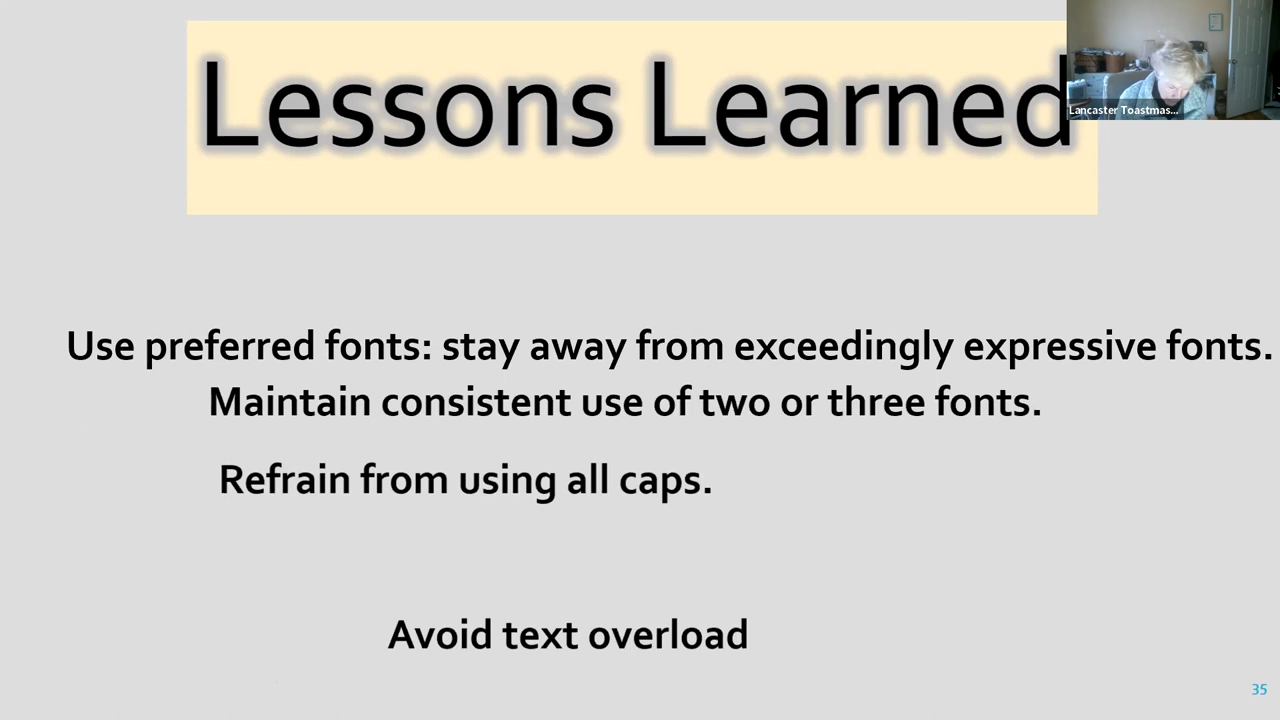 Lessons Learned
Lancaster Toastmas...
Use preferred fonts: stay away from exceedingly expressive fonts.
Maintain consistent use of two or three fonts.
Refrain from using all caps.
Avoid text overload
35